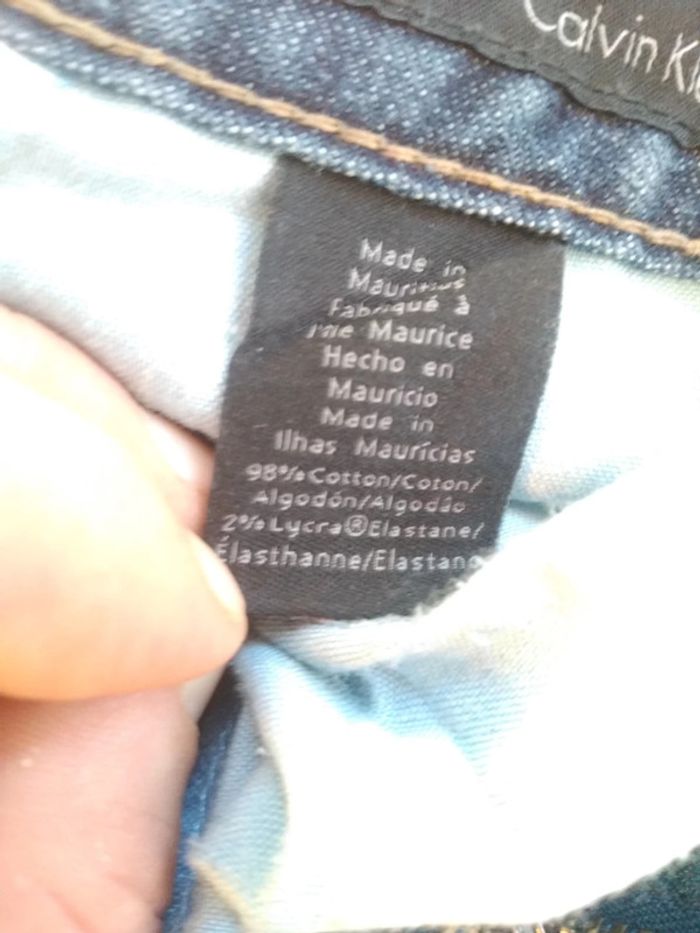 Calvin Kle
Made in
Mauritius
Fabriqué à
l'île Maurice
Hecho en
Mauricio
Made in
Ilhas Maurícias
98% Cotton/Coton/
Algodón/Algodão
2% Lycra® Elastane/
Élasthanne/Elastano